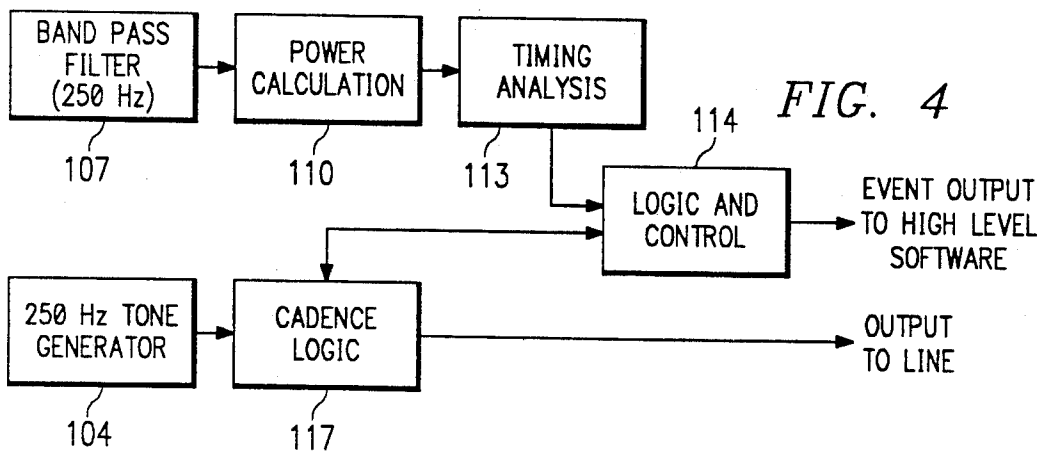 BAND PASS
FILTER
(250 Hz)
POWER
CALCULATION
TIMING
ANALYSIS
FIG. 4
107
110
113
114
LOGIC AND
CONTROL
EVENT OUTPUT
TO HIGH LEVEL
SOFTWARE
250 Hz TONE
GENERATOR
CADENCE
LOGIC
OUTPUT
TO LINE
104
117